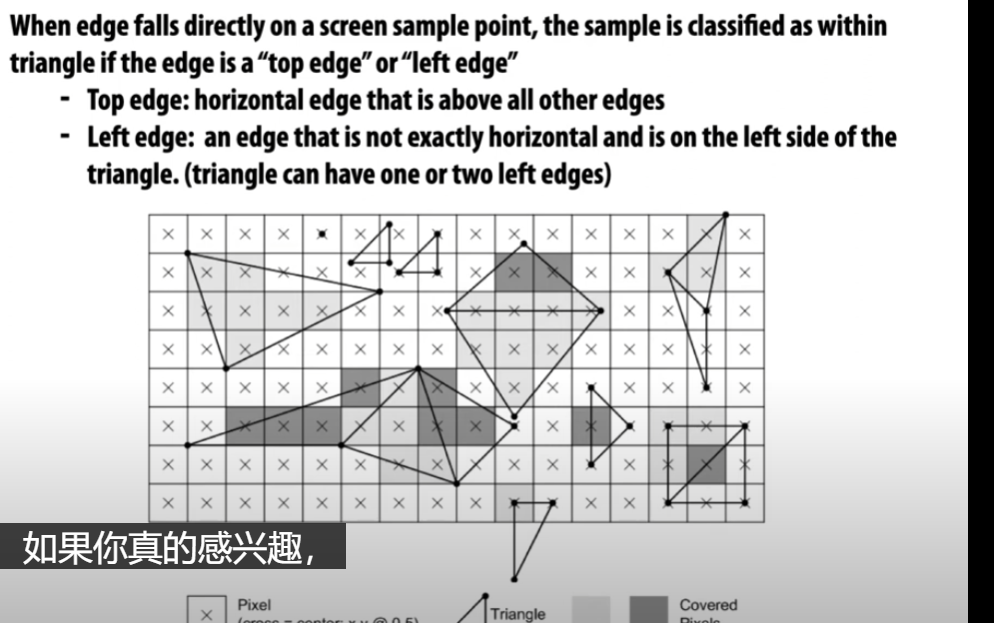 When edge falls directly on a screen sample point, the sample is classified as within
triangle if the edge is a “top edge” or “left edge”
- Top edge: horizontal edge that is above all other edges
- Left edge: an edge that is not exactly horizontal and is on the left side of the
triangle. (triangle can have one or two left edges)
如果你真的感兴趣，
Pixel
Triangle
Covered